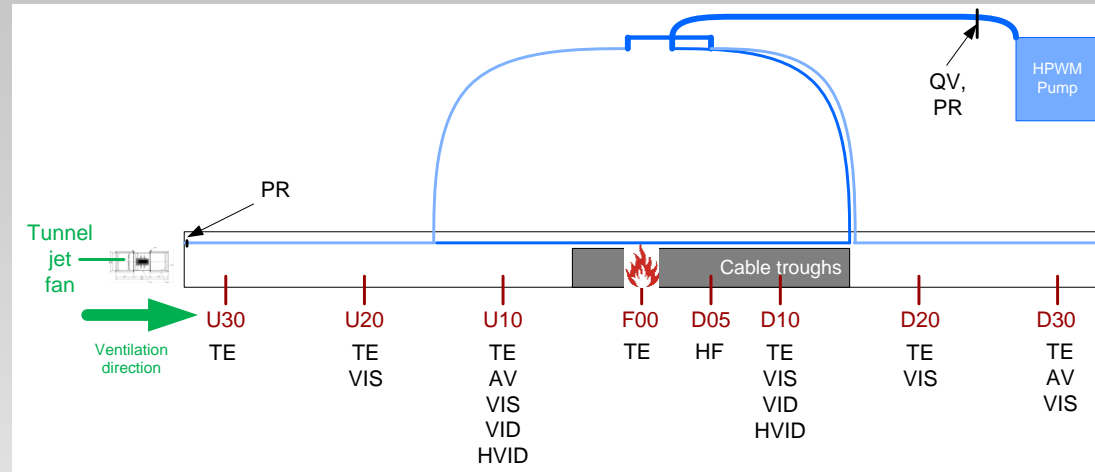 HPWM
Pump
QV,
PR
PR
Tunnel
jet
fan
Cable troughs
U30
U20
U10
F00
D05
D10
D20
D30
Ventilation
direction
TE
TE
VIS
TE
AV
VIS
VID
HVID
TE
HF
TE
VIS
VID
HVID
TE
VIS
TE
AV
VIS